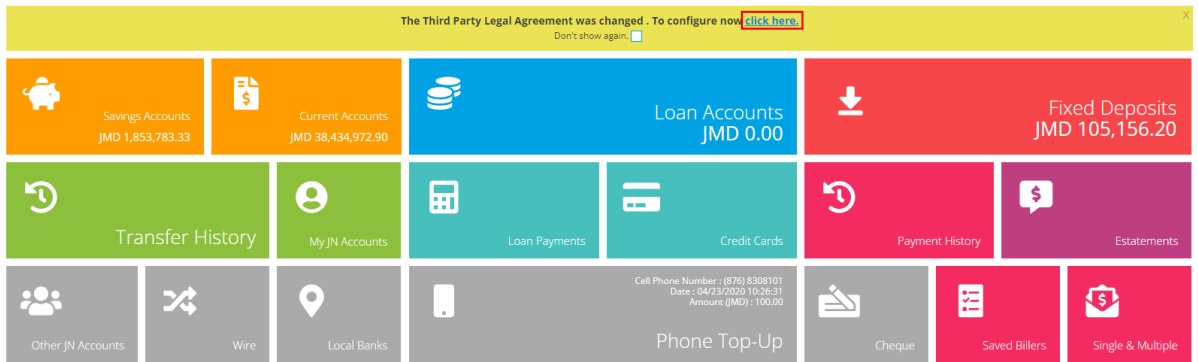 The Third Party Legal Agreement was changed . To configure now click here.
X
Don't show again.
Savings Accounts
JMD 1,853,783.33
Current Accounts
JMD 38,434,972.90
Loan Accounts
JMD 0.00
Fixed Deposits
JMD 105,156.20
Transfer History
My JN Accounts
Loan Payments
Credit Cards
Payment History
Estatements
Other JN Accounts
Wire
Local Banks
Cell Phone Number : (876) 8308101
Date : 04/23/2020 10:26:31
Amount (JMD) : 100.00
Phone Top-Up
Cheque
Saved Billers
Single & Multiple